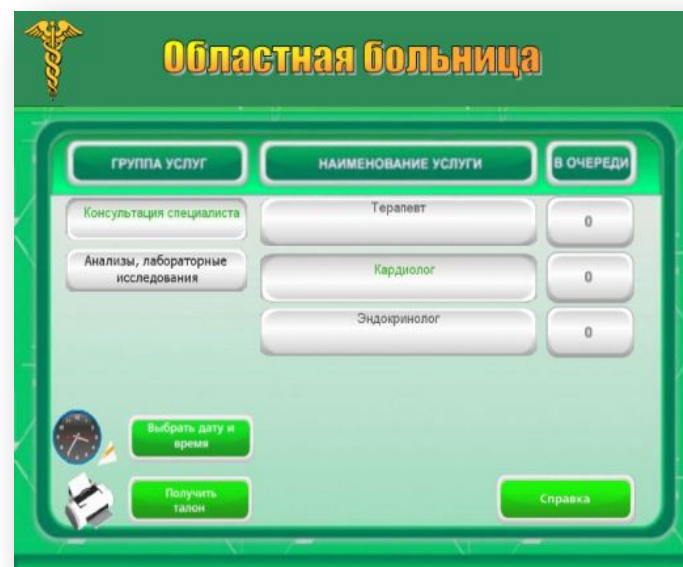 Областная больница
ГРУППА УСЛУГ
НАИМЕНОВАНИЕ УСЛУГИ
В ОЧЕРЕДИ
Консультация специалиста
Терапевт
0
Анализы, лабораторные
исследования
Кардиолог
0
Эндокринолог
0
Выбрать дату и
время
Получить
талон
Справка